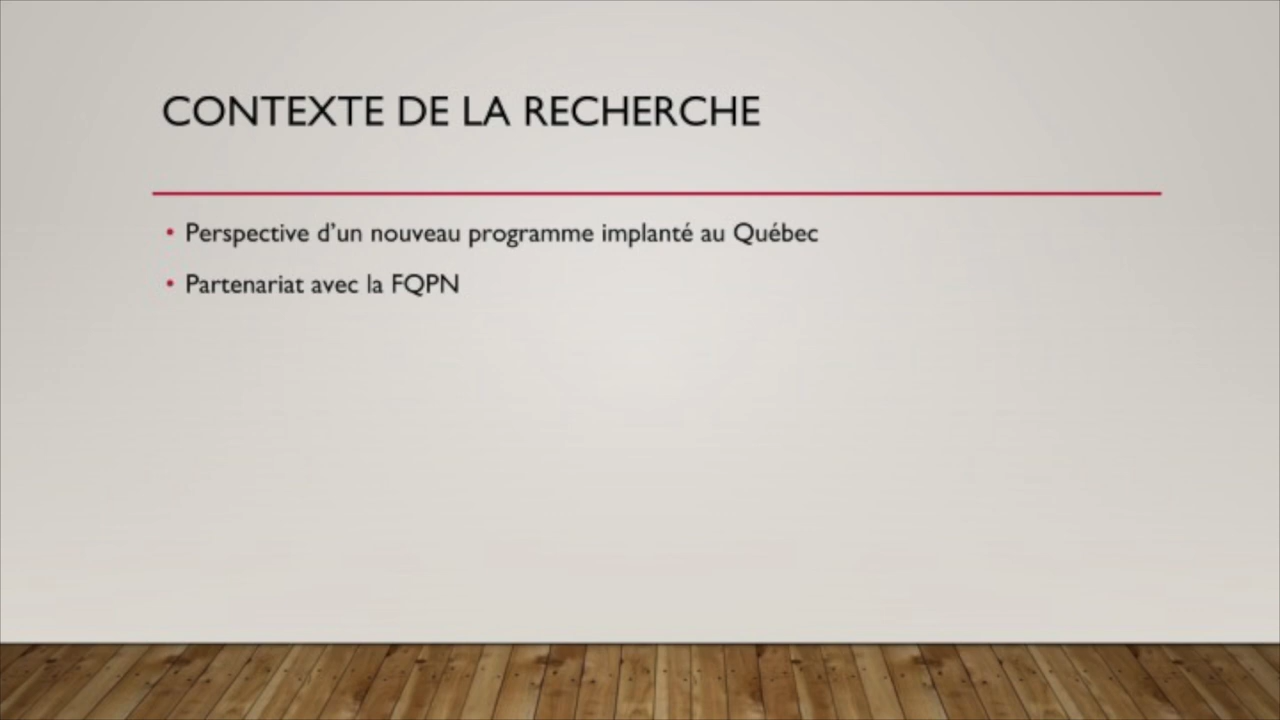 CONTEXTE DE LA RECHERCHE
• Perspective d’un nouveau programme implanté au Québec
• Partenariat avec la FQPN